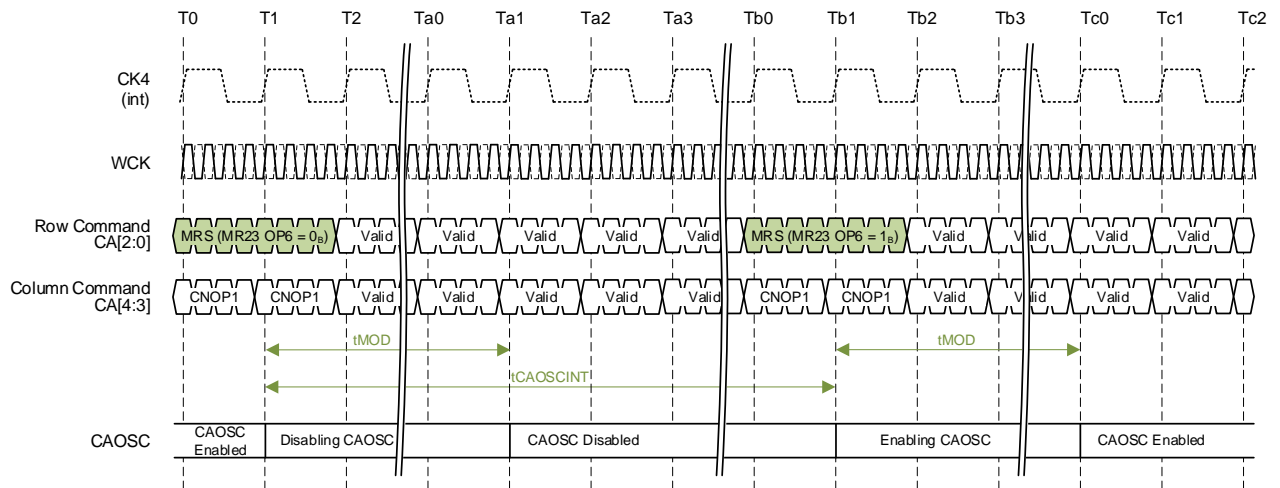 T0 T1 T2 Ta0 Ta1 Ta2 Ta3 Tb0 Tb1 Tb2 Tb3 Tc0 Tc1 Tc2
CK4
(int)
WCK
Row Command
CA[2:0]
MRS (MR23 OP6 = 0B) Valid Valid Valid Valid Valid MRS (MR23 OP6 = 1B) Valid Valid Valid Valid
Column Command
CA[4:3]
CNOP1 CNOP1 Valid Valid Valid Valid Valid CNOP1 CNOP1 Valid Valid Valid Valid
tMOD tMOD
tCAOSCINT
CAOSC
CAOSC
Enabled
Disabling CAOSC CAOSC Disabled Enabling CAOSC CAOSC Enabled